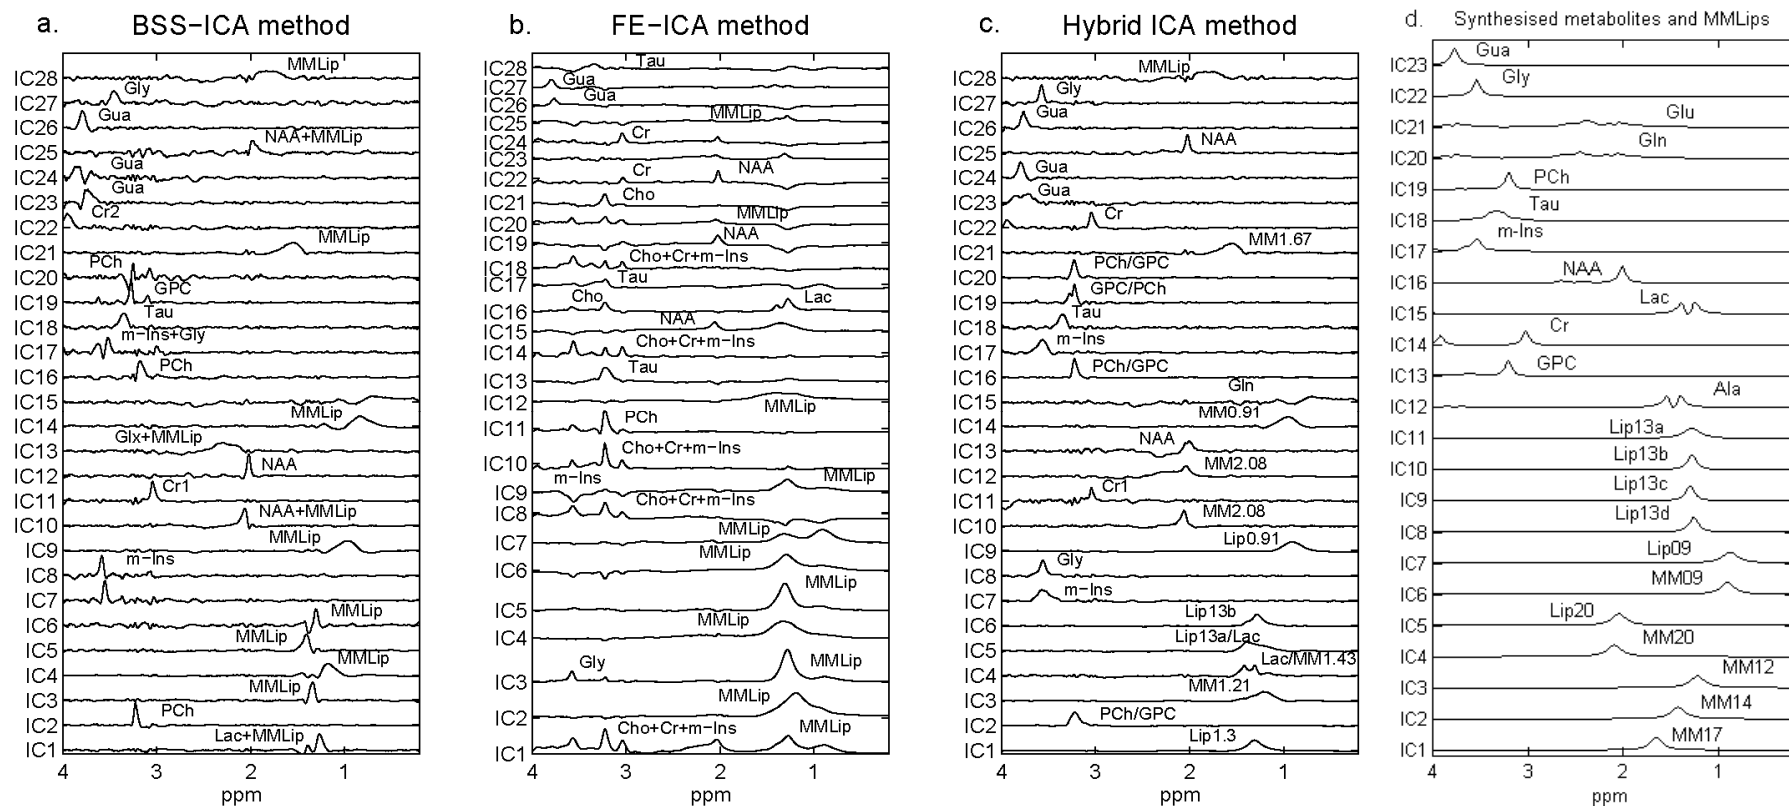 a. BSS−ICA method
IC28 MMLip
IC27 Gly
IC26 Gua
IC25 NAA+MMLip
IC24 Gua
IC23 Gua
IC22 Cr2
IC21 MMLip
IC20 PCh
IC19 GPC
IC18 Tau
IC17 m−Ins+Gly
IC16 PCh
IC15
IC14 MMLip
IC13 Glx+MMLip
IC12 NAA
IC11 Cr1
IC10 NAA+MMLip
IC9 MMLip
IC8 m−Ins
IC7
IC6 MMLip
IC5 MMLip
IC4 MMLip
IC3 MMLip
IC2 PCh
IC1 Lac+MMLip
4 3 2 1
ppm
b. FE−ICA method
IC28 Tau
IC27 Gua
IC26 Gua
IC25 MMLip
IC24 Cr
IC23
IC22 Cr NAA
IC21 Cho
IC20 MMLip
IC19 NAA
IC18 Cho+Cr+m−Ins
IC17 Tau
IC16 Cho Lac
IC15 NAA
IC14 Cho+Cr+m−Ins
IC13 Tau
IC12 MMLip
IC11 PCh
IC10 Cho+Cr+m−Ins
IC9 m−Ins
IC8 Cho+Cr+m−Ins
IC7 MMLip
IC6 MMLip
IC5 MMLip
IC4 MMLip
IC3 Gly MMLip
IC2 MMLip
IC1 Cho+Cr+m−Ins MMLip
4 3 2 1
ppm
c. Hybrid ICA method
IC28 MMLip
IC27 Gly
IC26 Gua
IC25 NAA
IC24 Gua
IC23 Gua
IC22 Cr
IC21 MM1.67
IC20 PCh/GPC
IC19 GPC/PCh
IC18 Tau
IC17 m−Ins
IC16 PCh/GPC
IC15 Gln
IC14 MM0.91
IC13 NAA
IC12 MM2.08
IC11 Cr1
IC10 MM2.08
IC9 Lip0.91
IC8 Gly
IC7 m−Ins
IC6 Lip13b
IC5 Lip13a/Lac
IC4 Lac/MM1.43
IC3 MM1.21
IC2 PCh/GPC
IC1 Lip1.3
4 3 2 1
ppm
d. Synthesised metabolites and MMLips
IC23 Gua
IC22 Gly
IC21 Glu
IC20 Gln
IC19 PCh
IC18 Tau
IC17 m-Ins
IC16 NAA
IC15 Lac
IC14 Cr
IC13 GPC
IC12 Ala
IC11 Lip13a
IC10 Lip13b
IC9 Lip13c
IC8 Lip13d
IC7 Lip09
IC6 MM09
IC5 Lip20
IC4 MM20
IC3 MM12
IC2 MM14
IC1 MM17
4 3 2 1
ppm